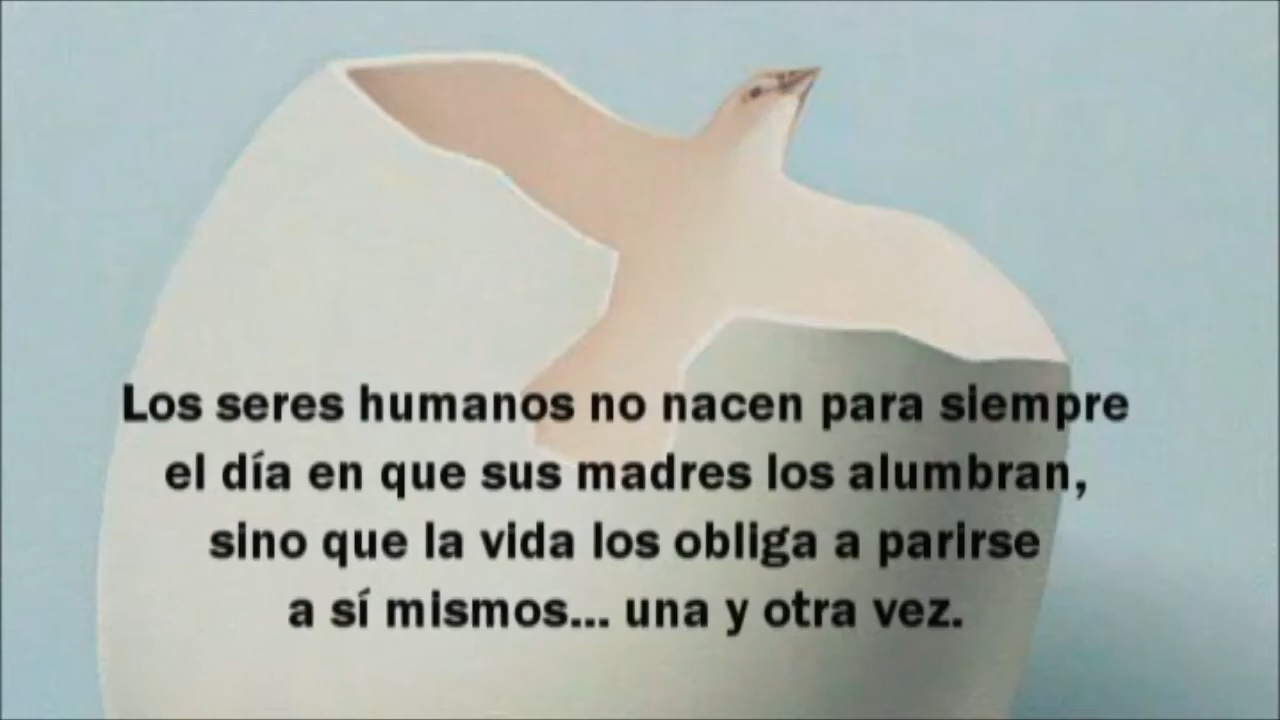 Los seres humanos no nacen para siempre
el día en que sus madres los alumbran,
sino que la vida los obliga a parirse
a sí mismos... una y otra vez.